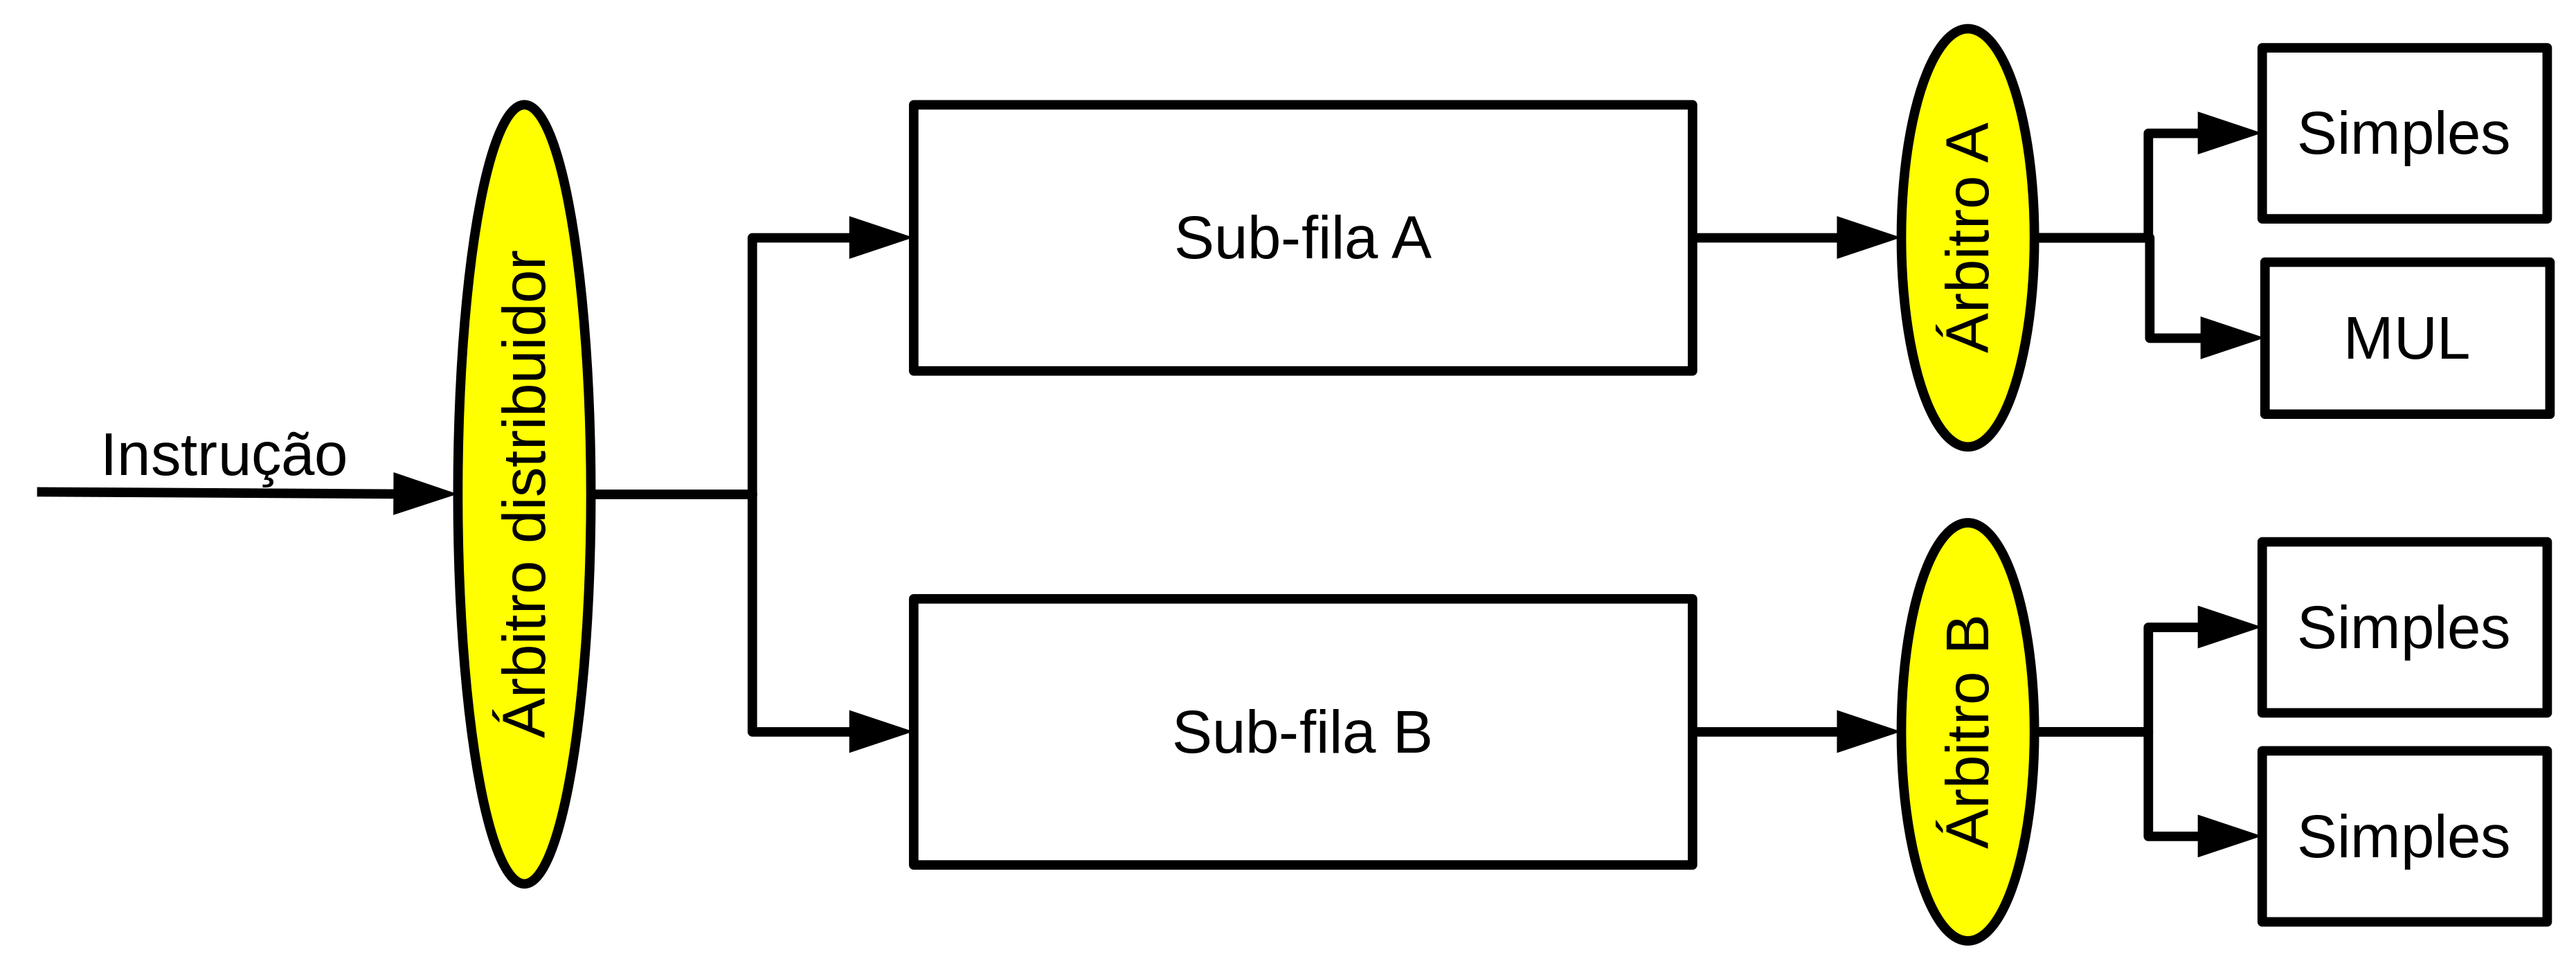 Instrução
Árbitro distribuidor
Sub-fila A
Árbitro A
Simples
MUL
Sub-fila B
Árbitro B
Simples
Simples